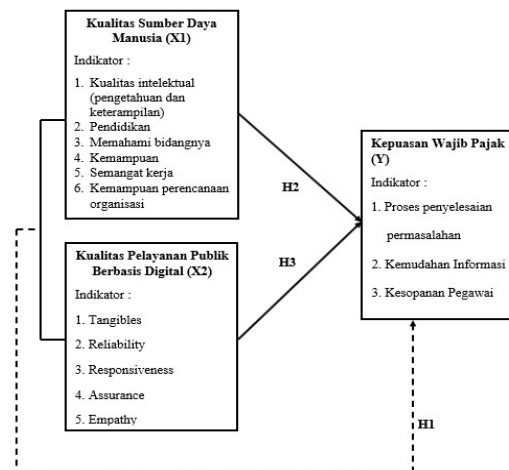 Kualitas Sumber Daya
Manusia (X1)
Indikator :
1. Kualitas intelektual
(pengetahuan dan
keterampilan)
2. Pendidikan
3. Memahami bidangnya
4. Kemampuan
5. Semangat kerja
6. Kemampuan perencanaan
organisasi
H2
Kepuasan Wajib Pajak
(Y)
Indikator :
1. Proses penyelesaian
permasalahan
2. Kemudahan Informasi
3. Kesopanan Pegawai
Kualitas Pelayanan Publik
Berbasis Digital (X2)
Indikator :
1. Tangibles
2. Reliability
3. Responsiveness
4. Assurance
5. Empathy
H3
H1